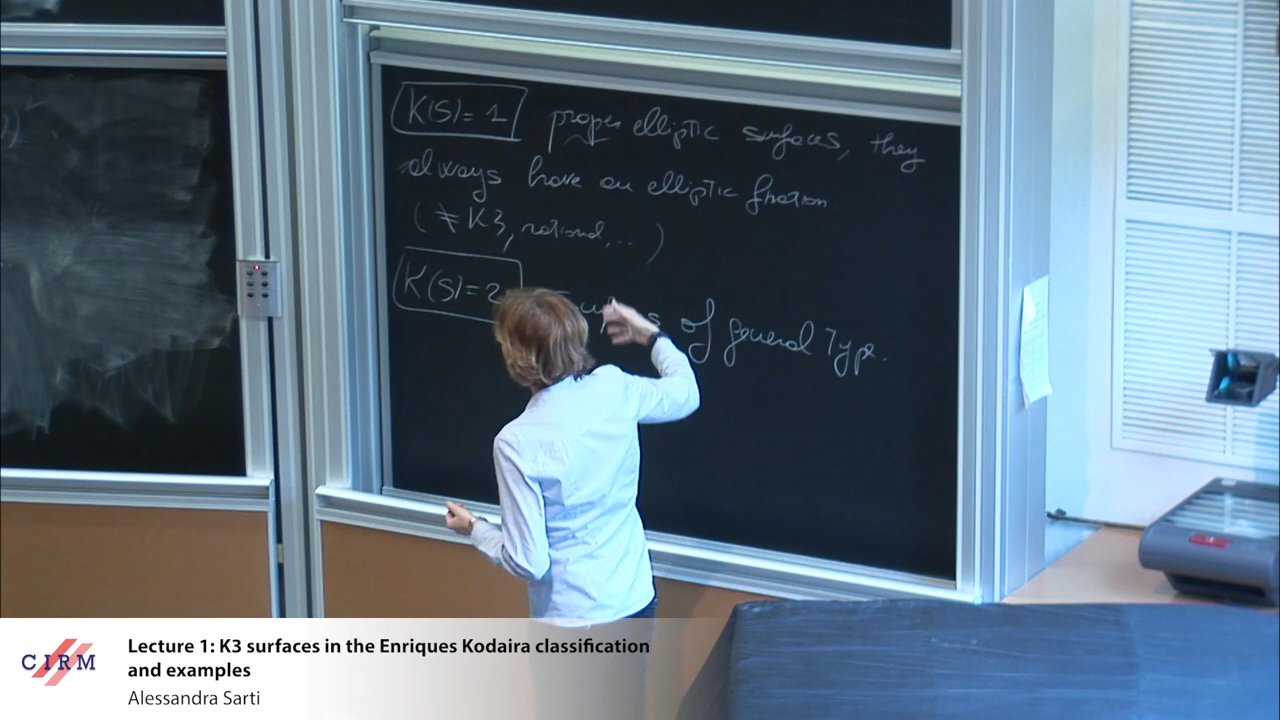 K(S)=1 proper elliptic surfaces, they
always have an elliptic fibration
(≠ K3, rational, ...)
K(S)=2 of general Type.
CIRM
Lecture 1: K3 surfaces in the Enriques Kodaira classification
and examples
Alessandra Sarti